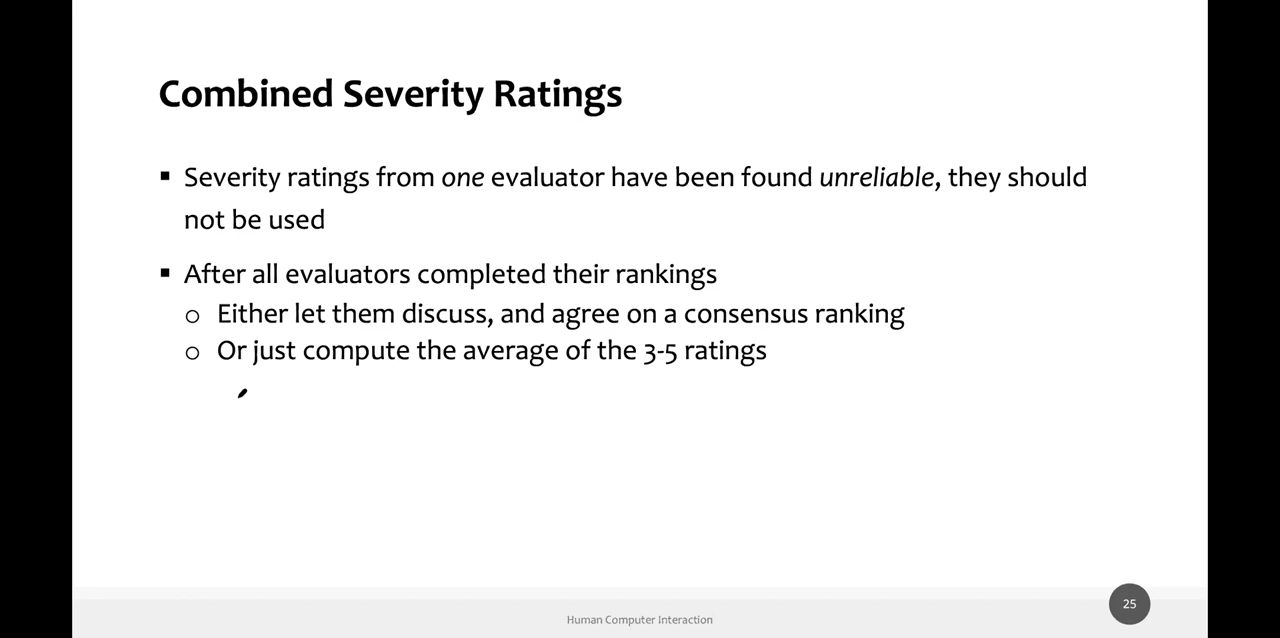 Combined Severity Ratings
▪ Severity ratings from one evaluator have been found unreliable, they should
not be used
▪ After all evaluators completed their rankings
o Either let them discuss, and agree on a consensus ranking
o Or just compute the average of the 3-5 ratings
Human Computer Interaction
25